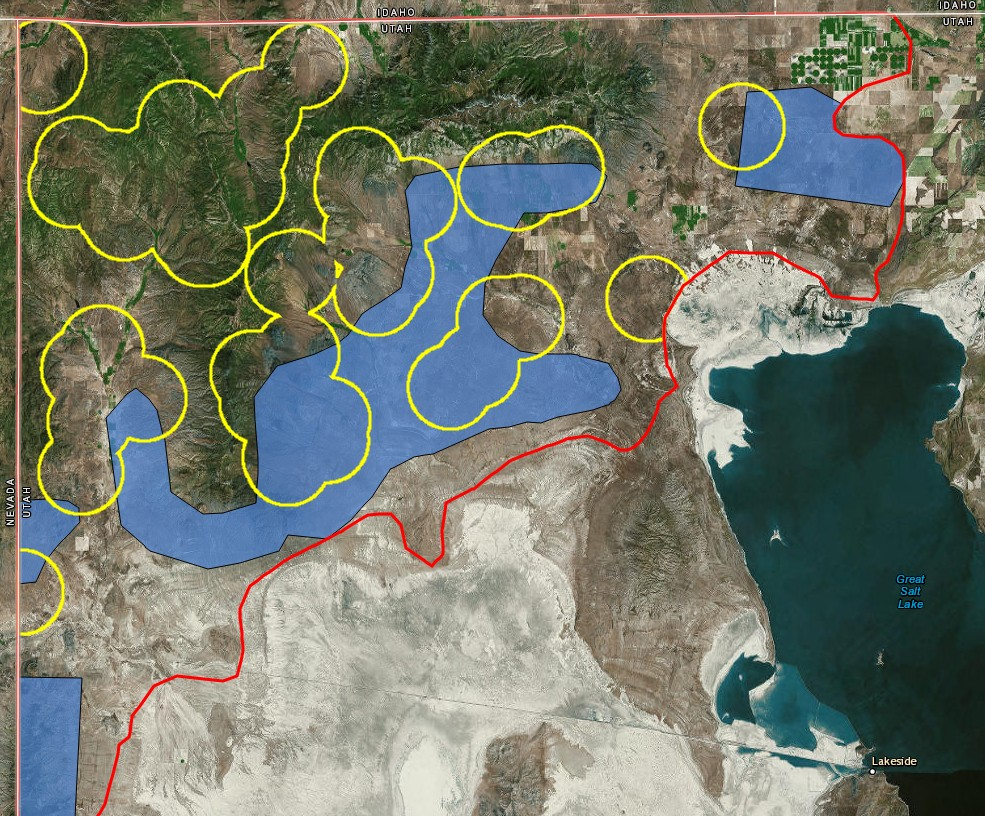 IDAHO
UTAH
IDAHO
UTAH
NEVADA
UTAH
Great
Salt
Lake
Lakeside